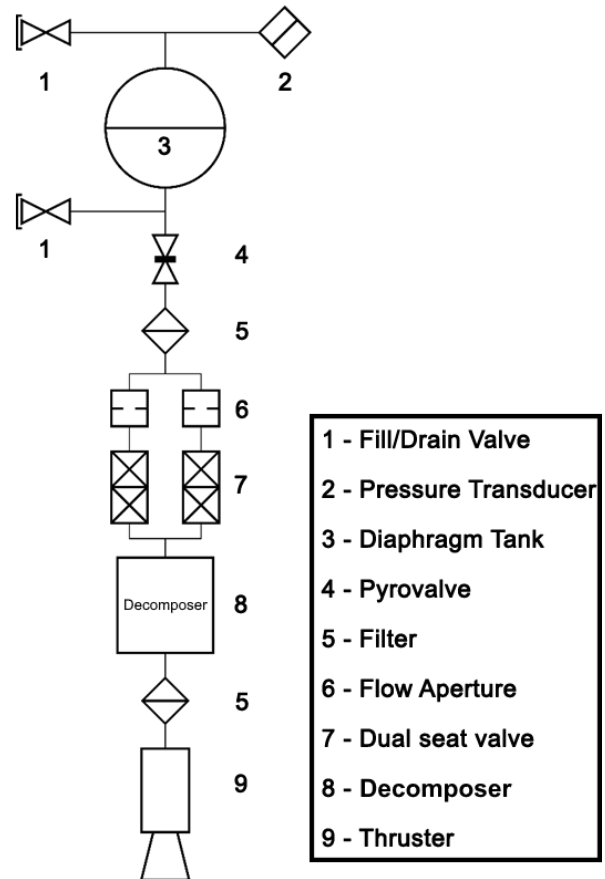 1
2
3
1
4
5
6
7
Decomposer 8
5
9
1 - Fill/Drain Valve
2 - Pressure Transducer
3 - Diaphragm Tank
4 - Pyrovalve
5 - Filter
6 - Flow Aperture
7 - Dual seat valve
8 - Decomposer
9 - Thruster